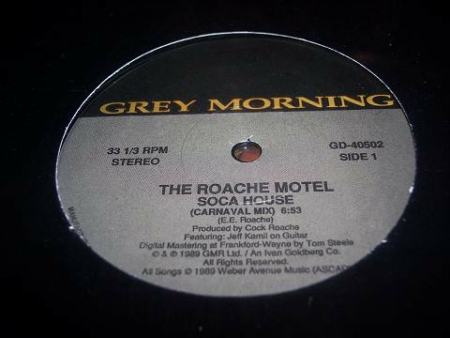 GREY MORNING
33 1/3 RPM
STEREO
GD-40502
SIDE 1
THE ROACHE MOTEL
SOCA HOUSE
(CARNAVAL MIX) 6:53
(E.E. Roache)
Produced by Cock Roache
Featuring: Jeff Kamil on Guitar
Digital Mastering at Frankford-Wayne by Tom Steele
© & ℗ 1989 GMR Ltd. / An Ivan Goldberg Co.
All Rights Reserved.
All Songs © 1989 Weber Avenue Music (ASCAP